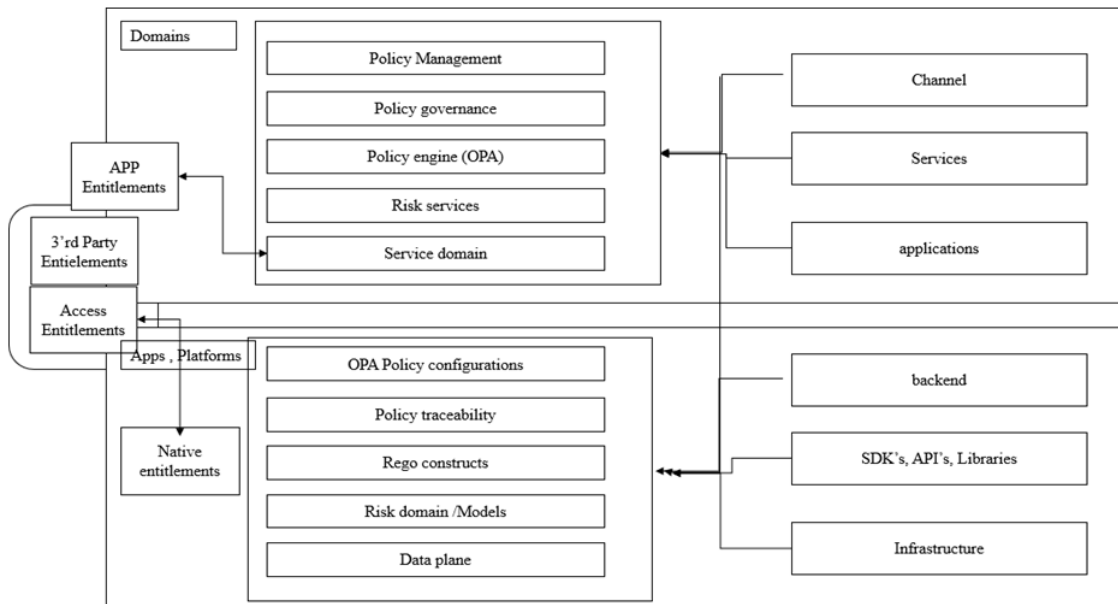 Domains
Policy Management
Policy governance
Policy engine (OPA)
Risk services
Service domain
APP
Entitlements
3’rd Party
Entielements
Access
Entitlements
Apps , Platforms
Native
entitlements
OPA Policy configurations
Policy traceability
Rego constructs
Risk domain /Models
Data plane
Channel
Services
applications
backend
SDK’s, API’s, Libraries
Infrastructure